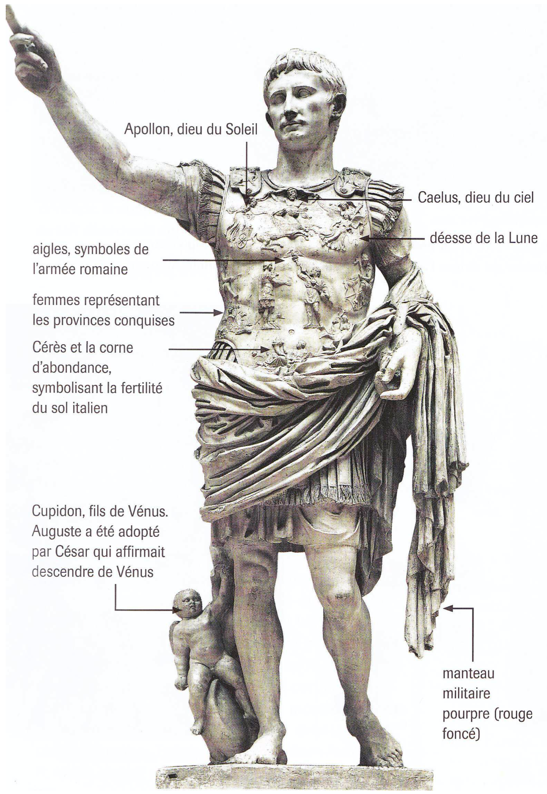 Apollon, dieu du Soleil
Caelus, dieu du ciel
déesse de la Lune
aigles, symboles de
l'armée romaine
femmes représentant
les provinces conquises
Cérès et la corne
d'abondance,
symbolisant la fertilité
du sol italien
Cupidon, fils de Vénus.
Auguste a été adopté
par César qui affirmait
descendre de Vénus
manteau
militaire
pourpre (rouge
foncé)